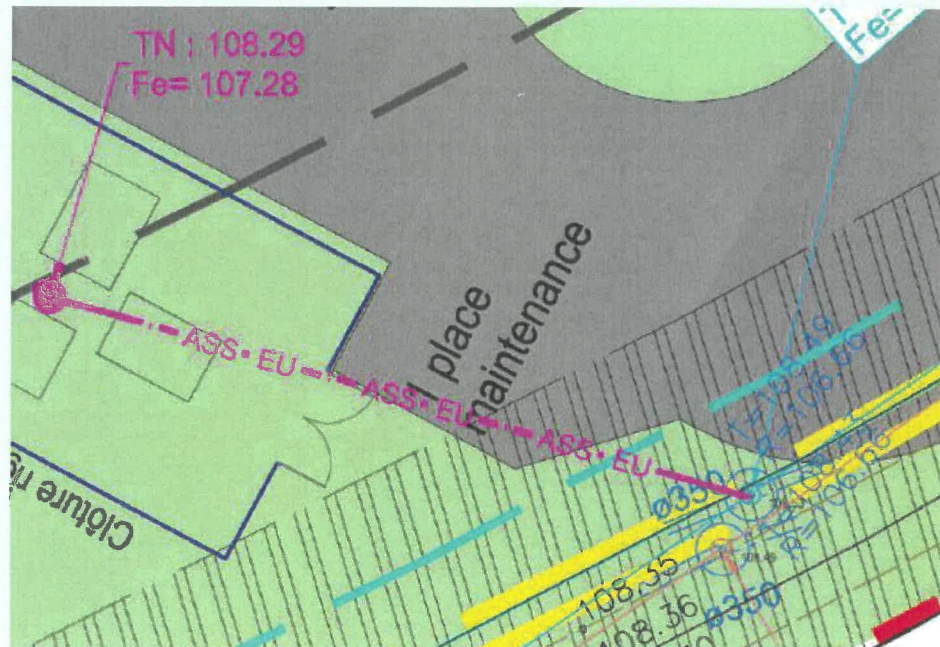 TN : 108.29
Fe= 107.28
Fe=
1 place
maintenance
ASS• EU
ASS• EU
ASS• EU
Clôture
ø350
108.35
108.36
ø350